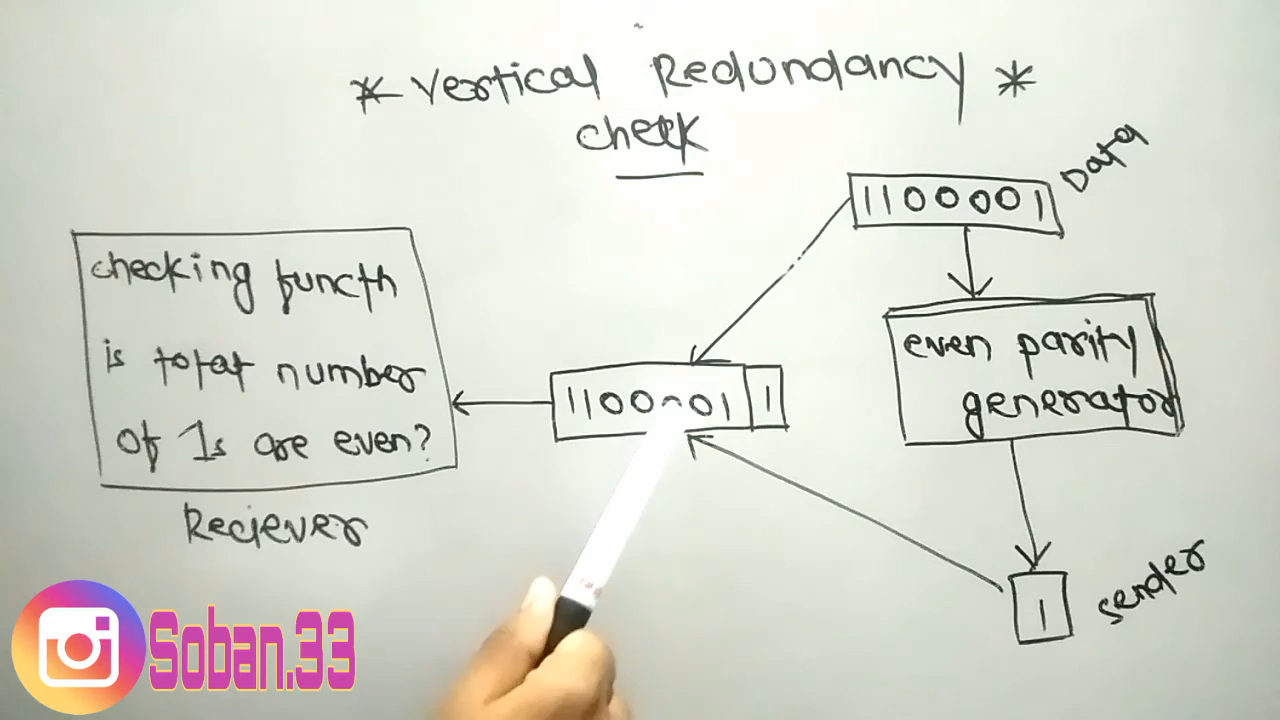 * Vertical Redundancy *
check
1100001
Data
even parity
generator
1
sender
110001 1
checking functn
is total number
of 1s are even?
Reciever
Soban.33